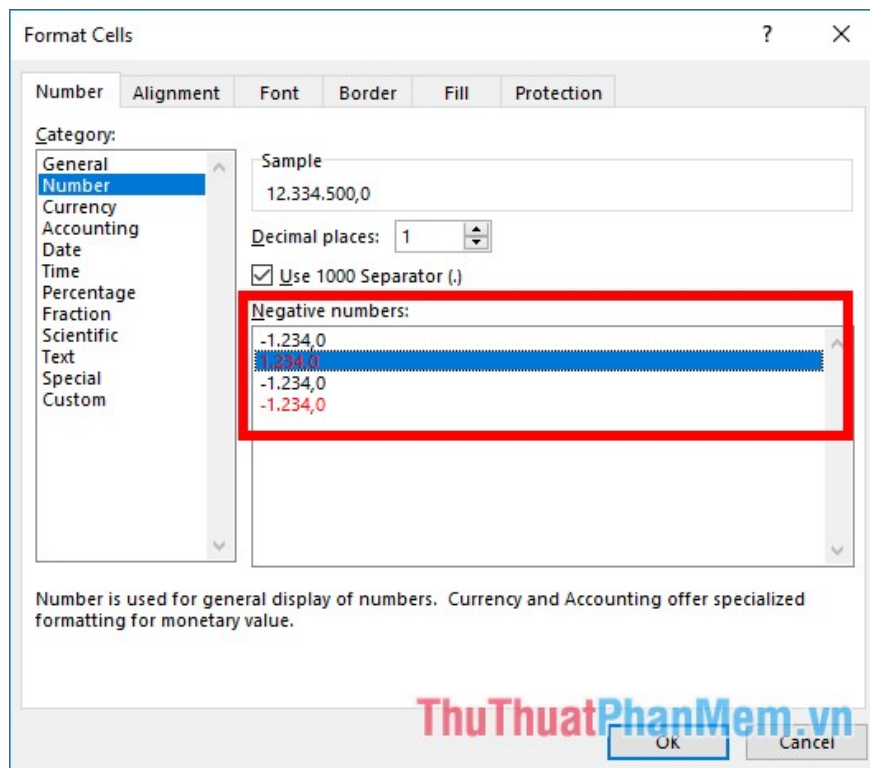 Format Cells
?
Number Alignment Font Border Fill Protection
Category:
General
Number
Currency
Accounting
Date
Time
Percentage
Fraction
Scientific
Text
Special
Custom
Sample
12.334.500,0
Decimal places: 1
Use 1000 Separator (.)
Negative numbers:
-1.234,0
1.234,0
-1.234,0
-1.234,0
Number is used for general display of numbers. Currency and Accounting offer specialized
formatting for monetary value.
ThuThuatPhanMem.vn
OK Cancel